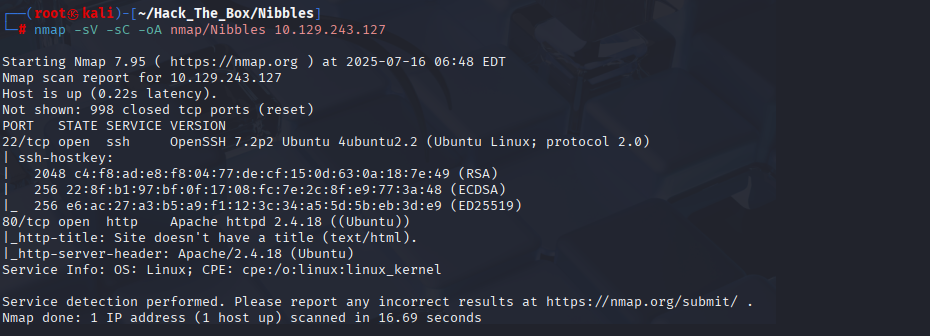 ┌──(root㉿kali)-[~/Hack_The_Box/Nibbles]
└─# nmap -sV -sC -oA nmap/Nibbles 10.129.243.127
Starting Nmap 7.95 ( https://nmap.org ) at 2025-07-16 06:48 EDT
Nmap scan report for 10.129.243.127
Host is up (0.22s latency).
Not shown: 998 closed tcp ports (reset)
PORT   STATE SERVICE VERSION
22/tcp open  ssh     OpenSSH 7.2p2 Ubuntu 4ubuntu2.2 (Ubuntu Linux; protocol 2.0)
| ssh-hostkey:
|   2048 c4:f8:ad:e8:f8:04:77:de:cf:15:0d:63:0a:18:7e:49 (RSA)
|   256 22:8f:b1:97:bf:0f:17:08:fc:7e:2c:8f:e9:77:3a:48 (ECDSA)
|_  256 e6:ac:27:a3:b5:a9:f1:12:3c:34:a5:5d:5b:eb:3d:e9 (ED25519)
80/tcp open  http    Apache httpd 2.4.18 ((Ubuntu))
|_http-title: Site doesn't have a title (text/html).
|_http-server-header: Apache/2.4.18 (Ubuntu)
Service Info: OS: Linux; CPE: cpe:/o:linux:linux_kernel
Service detection performed. Please report any incorrect results at https://nmap.org/submit/ .
Nmap done: 1 IP address (1 host up) scanned in 16.69 seconds